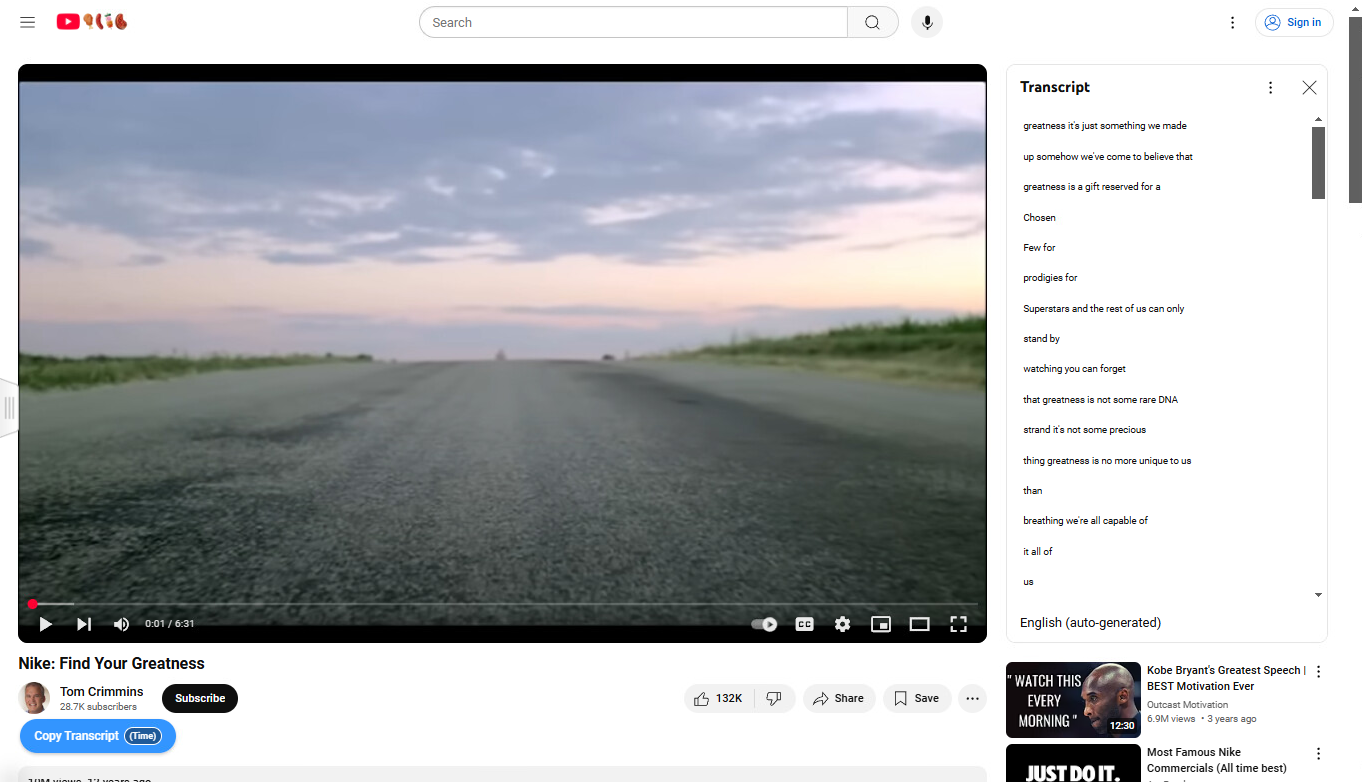 Search
Sign in
Transcript
greatness it's just something we made
up somehow we've come to believe that
greatness is a gift reserved for a
Chosen
Few for
prodigies for
Superstars and the rest of us can only
stand by
watching you can forget
that greatness is not some rare DNA
strand it's not some precious
thing greatness is no more unique to us
than
breathing we're all capable of
it all of
us
English (auto-generated)
0:01 / 6:31
CC
Nike: Find Your Greatness
Tom Crimmins
28.7K subscribers
Subscribe
132K
Share
Save
Copy Transcript (Time)
10M views 13 years ago
" WATCH THIS
EVERY
MORNING "
12:30
Kobe Bryant's Greatest Speech |
BEST Motivation Ever
Outcast Motivation
6.9M views • 3 years ago
JUST DO IT.
Most Famous Nike
Commercials (All time best)